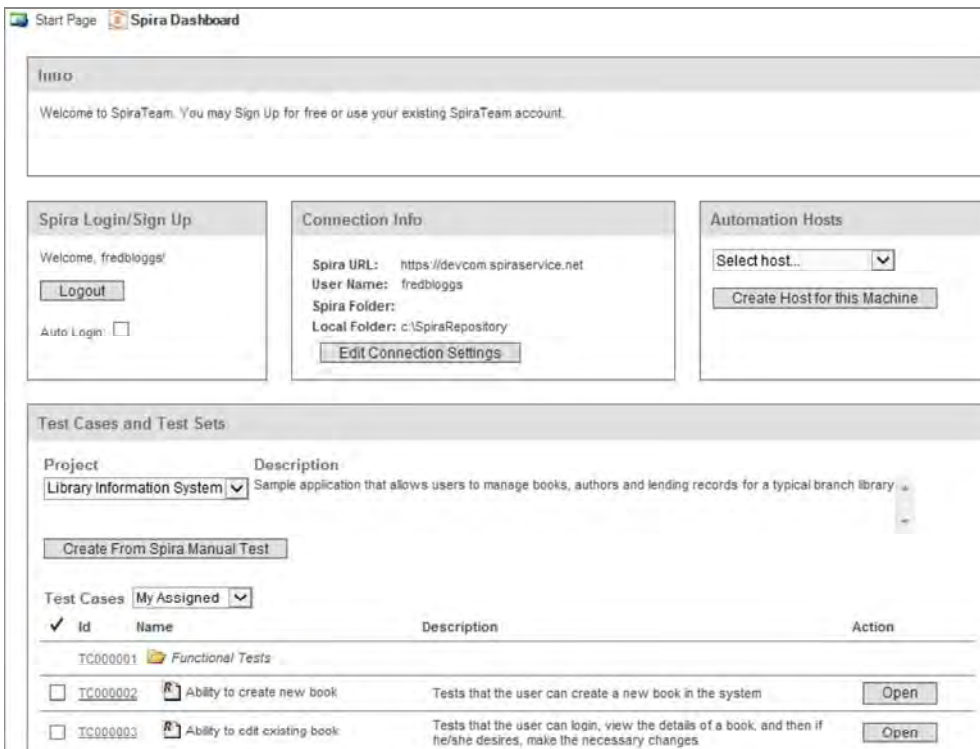 Start Page Spira Dashboard
Intro
Welcome to SpiraTeam. You may Sign Up for free or use your existing SpiraTeam account.
Spira Login/Sign Up
Welcome, fredbloggs!
Logout
Auto Login:
Connection Info
Spira URL: https://devcom.spiraservice.net
User Name: fredbloggs
Spira Folder:
Local Folder: c:\SpiraRepository
Edit Connection Settings
Automation Hosts
Select host...
Create Host for this Machine
Test Cases and Test Sets
Project Description
Library Information System Sample application that allows users to manage books, authors and lending records for a typical branch library
Create From Spira Manual Test
Test Cases My Assigned
Id Name Description Action
TC000001 Functional Tests
TC000002 Ability to create new book Tests that the user can create a new book in the system Open
TC000003 Ability to edit existing book Tests that the user can login, view the details of a book, and then if
he/she desires, make the necessary changes Open